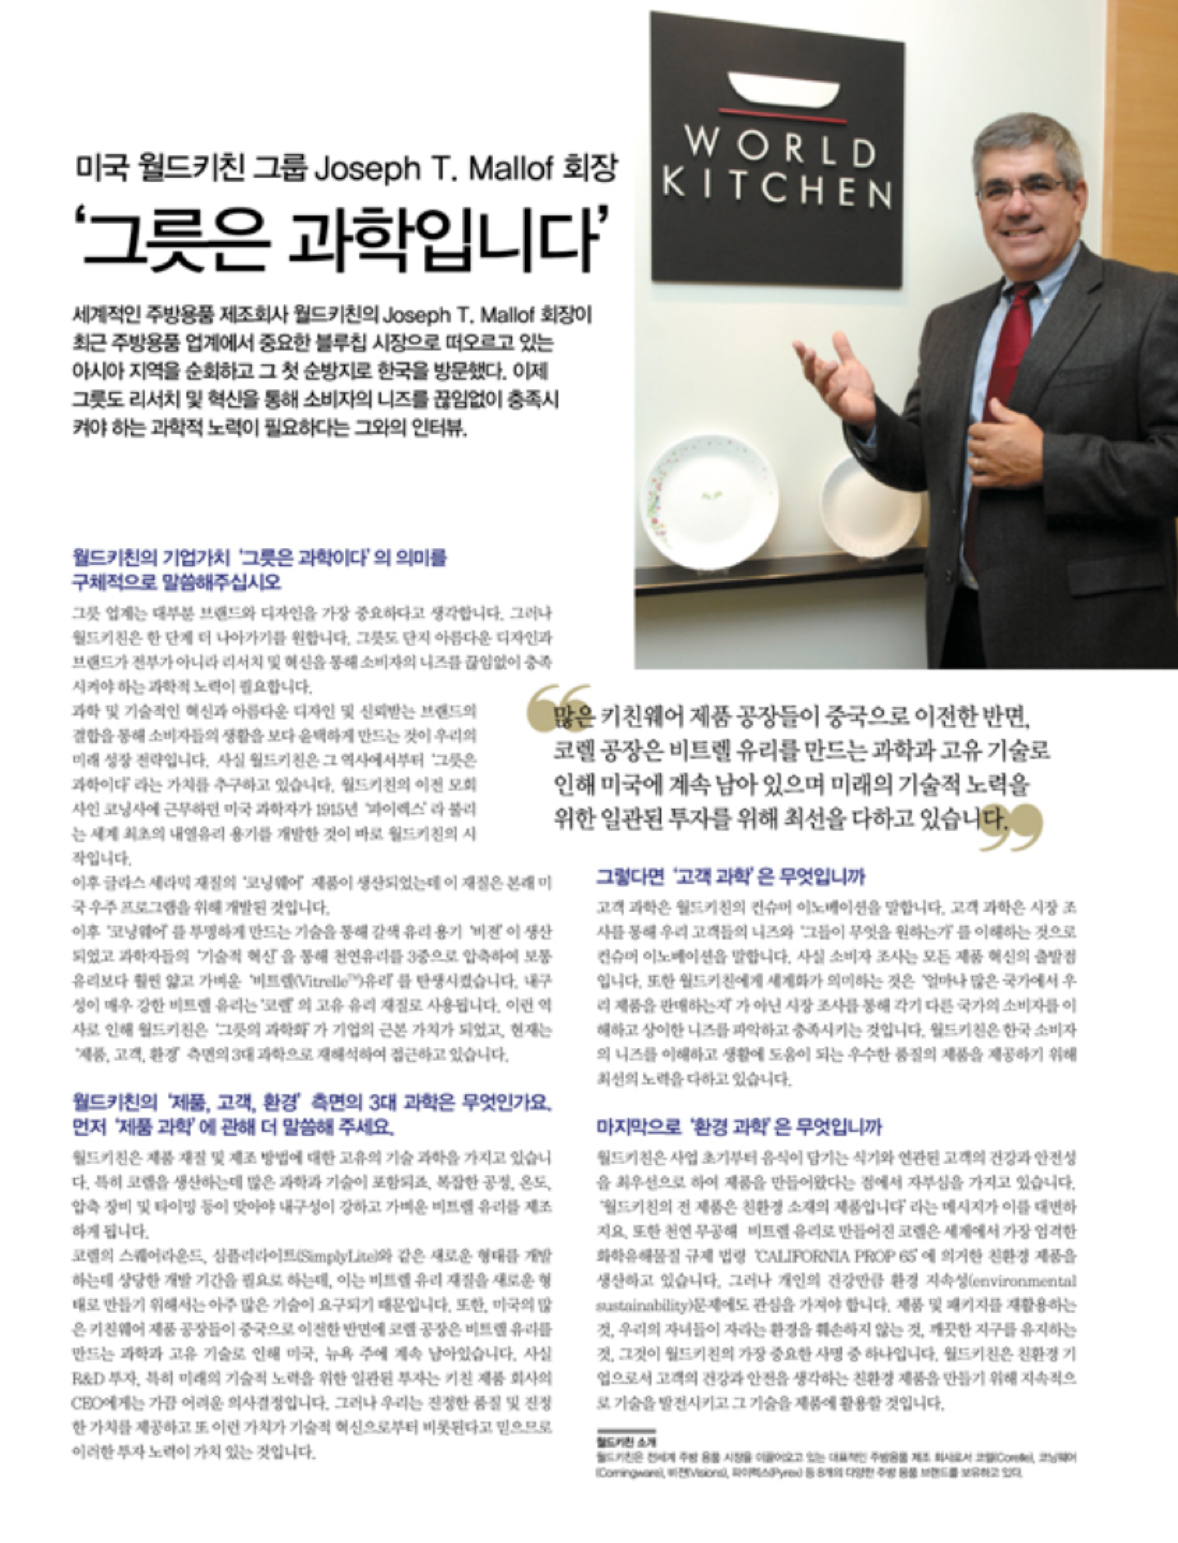 WORLD
KITCHEN
미국 월드키친 그룹 Joseph T. Mallof 회장
‘그릇은 과학입니다’
세계적인 주방용품 제조회사 월드키친의 Joseph T. Mallof 회장이
최근 주방용품 업계에서 중요한 블루칩 시장으로 떠오르고 있는
아시아 지역을 순회하고 그 첫 순방지로 한국을 방문했다. 이제
그릇도 리서치 및 혁신을 통해 소비자의 니즈를 끊임없이 충족시
켜야 하는 과학적 노력이 필요하다는 그와의 인터뷰.
월드키친의 기업가치 ‘그릇은 과학이다’의 의미를
구체적으로 말씀해주십시오
그릇 업계는 대부분 브랜드와 디자인을 가장 중요하다고 생각합니다. 그러나
월드키친은 한 단계 더 나아가기를 원합니다. 그릇도 단지 아름다운 디자인과
브랜드가 전부가 아니라 리서치 및 혁신을 통해 소비자의 니즈를 끊임없이 충족
시켜야 하는 과학적 노력이 필요합니다.
과학 및 기술적인 혁신과 아름다운 디자인 및 신뢰받는 브랜드의
결합을 통해 소비자들의 생활을 보다 윤택하게 만드는 것이 우리의
미래 성장 전략입니다. 사실 월드키친은 그 역사에서부터 ‘그릇은
과학이다’라는 가치를 추구하고 있습니다. 월드키친의 이전 모회
사인 코닝사에 근무하던 미국 과학자가 1915년 ‘파이렉스’라 불리
는 세계 최초의 내열유리 용기를 개발한 것이 바로 월드키친의 시
작입니다.
이후 글라스 세라믹 재질의 ‘코닝웨어’ 제품이 생산되었는데 이 재질은 본래 미
국 우주 프로그램을 위해 개발된 것입니다.
이후 ‘코닝웨어’를 투명하게 만드는 기술을 통해 갈색 유리 용기 ‘비젼’이 생산
되었고 과학자들의 ‘기술적 혁신’을 통해 천연유리를 3중으로 압축하여 보통
유리보다 훨씬 얇고 가벼운 ‘비트렐(Vitrelle™)유리’를 탄생시켰습니다. 내구
성이 매우 강한 비트렐 유리는 ‘코렐’의 고유 유리 재질로 사용됩니다. 이런 역
사로 인해 월드키친은 ‘그릇의 과학화’가 기업의 근본 가치가 되었고, 현재는
‘제품, 고객, 환경’ 측면의 3대 과학으로 재해석하여 접근하고 있습니다.
월드키친의 ‘제품, 고객, 환경’ 측면의 3대 과학은 무엇인가요.
먼저 ‘제품 과학’에 관해 더 말씀해 주세요.
월드키친은 제품 재질 및 제조 방법에 대한 고유의 기술 과학을 가지고 있습니
다. 특히 코렐을 생산하는데 많은 과학과 기술이 포함되죠. 복잡한 공정, 온도,
압축 장비 및 타이밍 등이 맞아야 내구성이 강하고 가벼운 비트렐 유리를 제조
하게 됩니다.
코렐의 스퀘어라운드, 심플리라이트(SimplyLite)와 같은 새로운 형태를 개발
하는데 상당한 개발 기간을 필요로 하는데, 이는 비트렐 유리 재질을 새로운 형
태로 만들기 위해서는 아주 많은 기술이 요구되기 때문입니다. 또한, 미국의 많
은 키친웨어 제품 공장들이 중국으로 이전한 반면에 코렐 공장은 비트렐 유리를
만드는 과학과 고유 기술로 인해 미국, 뉴욕 주에 계속 남아있습니다. 사실
R&D 투자, 특히 미래의 기술적 노력을 위한 일관된 투자는 키친 제품 회사의
CEO에게는 가끔 어려운 의사결정입니다. 그러나 우리는 진정한 품질 및 진정
한 가치를 제공하고 또 이런 가치가 기술적 혁신으로부터 비롯된다고 믿으므로
이러한 투자 노력이 가치 있는 것입니다.
“많은 키친웨어 제품 공장들이 중국으로 이전한 반면,
코렐 공장은 비트렐 유리를 만드는 과학과 고유 기술로
인해 미국에 계속 남아 있으며 미래의 기술적 노력을
위한 일관된 투자를 위해 최선을 다하고 있습니다.”
그렇다면 ‘고객 과학’은 무엇입니까
고객 과학은 월드키친의 컨슈머 이노베이션을 말합니다. 고객 과학은 시장 조
사를 통해 우리 고객들의 니즈와 ‘그들이 무엇을 원하는가’를 이해하는 것으로
컨슈머 이노베이션을 말합니다. 사실 소비자 조사는 모든 제품 혁신의 출발점
입니다. 또한 월드키친에게 세계화가 의미하는 것은 ‘얼마나 많은 국가에서 우
리 제품을 판매하는지’가 아닌 시장 조사를 통해 각기 다른 국가의 소비자를 이
해하고 상이한 니즈를 파악하고 충족시키는 것입니다. 월드키친은 한국 소비자
의 니즈를 이해하고 생활에 도움이 되는 우수한 품질의 제품을 제공하기 위해
최선의 노력을 다하고 있습니다.
마지막으로 ‘환경 과학’은 무엇입니까
월드키친은 사업 초기부터 음식이 담기는 식기와 연관된 고객의 건강과 안전성
을 최우선으로 하여 제품을 만들어왔다는 점에서 자부심을 가지고 있습니다.
‘월드키친의 전 제품은 친환경 소재의 제품입니다’라는 메시지가 이를 대변하
지요. 또한 천연 무공해 비트렐 유리로 만들어진 코렐은 세계에서 가장 엄격한
화학유해물질 규제 법령 ‘CALIFORNIA PROP 65’에 의거한 친환경 제품을
생산하고 있습니다. 그러나 개인의 건강만큼 환경 지속성(environmental
sustainability)문제에도 관심을 가져야 합니다. 제품 및 패키지를 재활용하는
것, 우리의 자녀들이 자라는 환경을 훼손하지 않는 것, 깨끗한 지구를 유지하는
것, 그것이 월드키친의 가장 중요한 사명 중 하나입니다. 월드키친은 친환경 기
업으로서 고객의 건강과 안전을 생각하는 친환경 제품을 만들기 위해 지속적으
로 기술을 발전시키고 그 기술을 제품에 활용할 것입니다.
월드키친 소개
월드키친은 전세계 주방 용품 시장을 이끌어오고 있는 대표적인 주방용품 제조 회사로서 코렐(Corelle), 코닝웨어
(Corningware), 비젼(Visions), 파이렉스(Pyrex) 등 8개의 다양한 주방 용품 브랜드를 보유하고 있다.